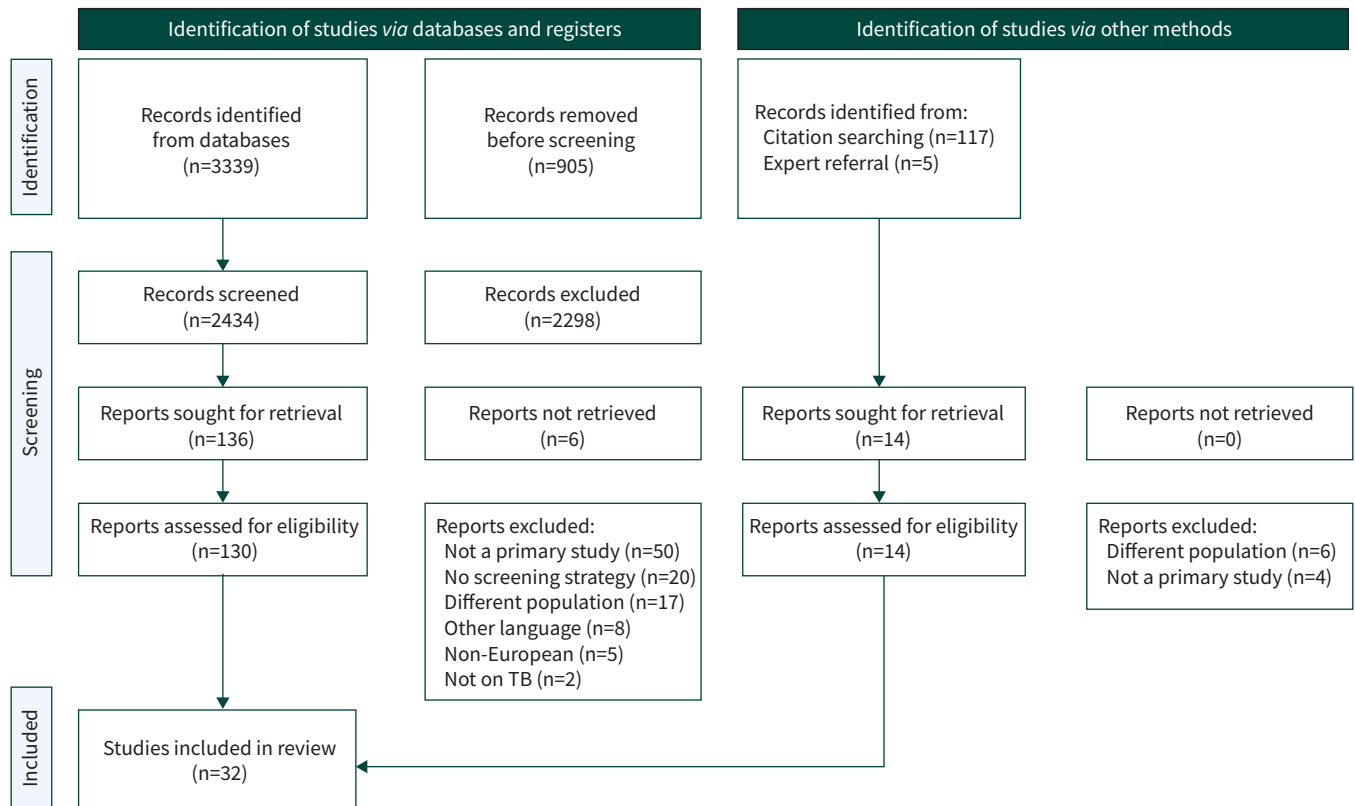 Identification of studies via databases and registers
Identification of studies via other methods
Identification
Records identified
from databases
(n=3339)
Records removed
before screening
(n=905)
Records identified from:
Citation searching (n=117)
Expert referral (n=5)
Screening
Records screened
(n=2434)
Records excluded
(n=2298)
Reports sought for retrieval
(n=136)
Reports not retrieved
(n=6)
Reports sought for retrieval
(n=14)
Reports not retrieved
(n=0)
Reports assessed for eligibility
(n=130)
Reports excluded:
Not a primary study (n=50)
No screening strategy (n=20)
Different population (n=17)
Other language (n=8)
Non-European (n=5)
Not on TB (n=2)
Reports assessed for eligibility
(n=14)
Reports excluded:
Different population (n=6)
Not a primary study (n=4)
Included
Studies included in review
(n=32)